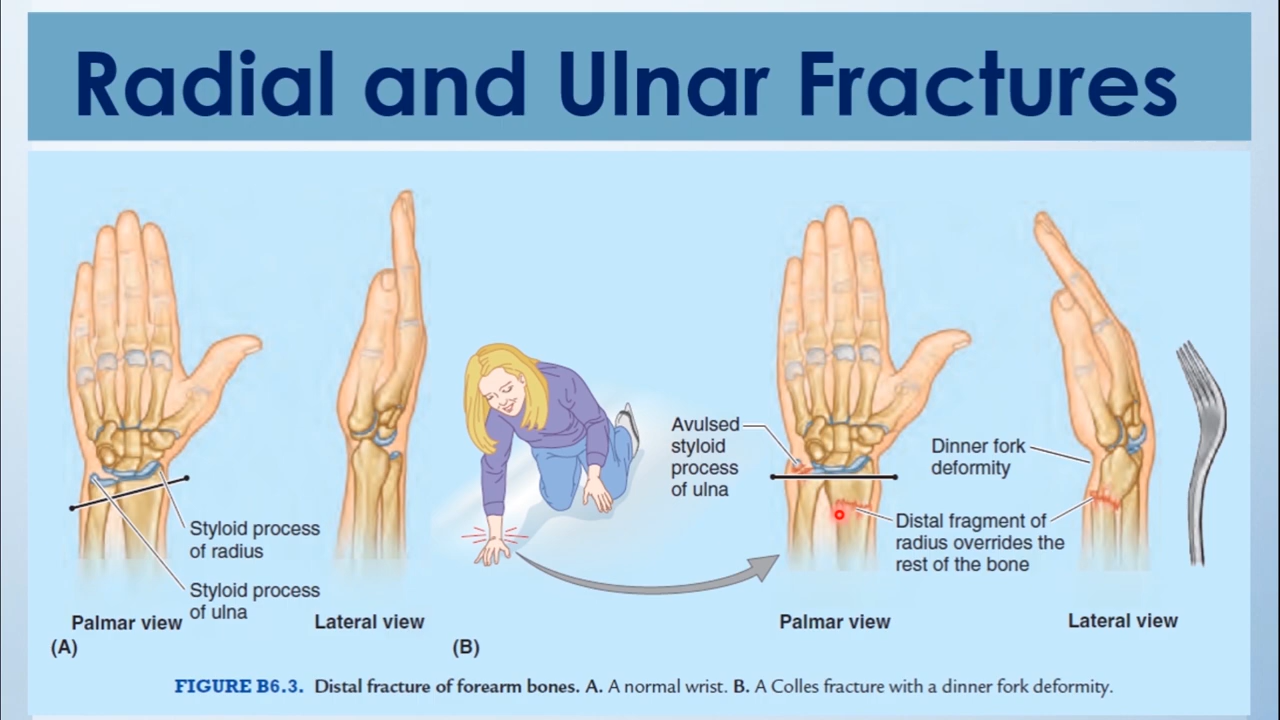 Radial and Ulnar Fractures
Styloid process
of radius
Styloid process
of ulna
Palmar view
Lateral view
(A)
(B)
Avulsed
styloid
process
of ulna
Dinner fork
deformity
Distal fragment of
radius overrides the
rest of the bone
Palmar view
Lateral view
FIGURE B6.3. Distal fracture of forearm bones. A. A normal wrist. B. A Colles fracture with a dinner fork deformity.